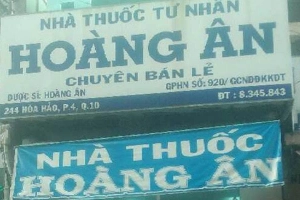 NHÀ THUỐC TƯ NHÂN
HOÀNG ÂN
CHUYÊN BÁN LẺ
DƯỢC SĨ: HOÀNG ÂN
GPHN SỐ: 920/ GCNĐĐKKDT
244 HÒA HẢO, P.4, Q.10
ĐT : 8.345.843
NHÀ THUỐC
HOÀNG ÂN